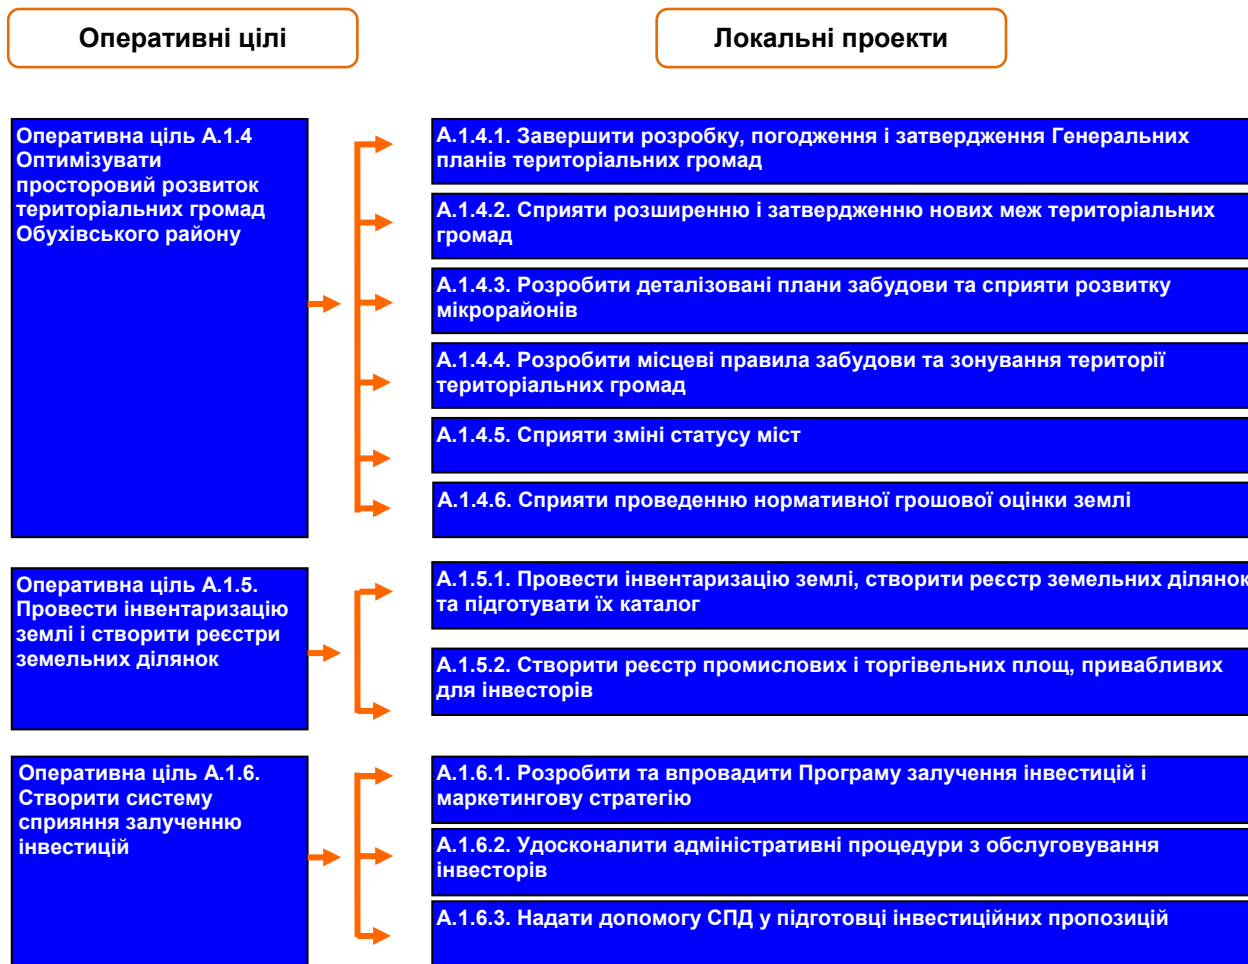 Оперативні цілі
Локальні проекти
Оперативна ціль А.1.4
Оптимізувати
просторовий розвиток
територіальних громад
Обухівського району
А.1.4.1. Завершити розробку, погодження і затвердження Генеральних
планів територіальних громад
А.1.4.2. Сприяти розширенню і затвердженню нових меж територіальних
громад
А.1.4.3. Розробити деталізовані плани забудови та сприяти розвитку
мікрорайонів
А.1.4.4. Розробити місцеві правила забудови та зонування території
територіальних громад
А.1.4.5. Сприяти зміні статусу міст
А.1.4.6. Сприяти проведенню нормативної грошової оцінки землі
Оперативна ціль А.1.5.
Провести інвентаризацію
землі і створити реєстри
земельних ділянок
А.1.5.1. Провести інвентаризацію землі, створити реєстр земельних ділянок
та підготувати їх каталог
А.1.5.2. Створити реєстр промислових і торгівельних площ, привабливих
для інвесторів
Оперативна ціль А.1.6.
Створити систему
сприяння залученню
інвестицій
А.1.6.1. Розробити та впровадити Програму залучення інвестицій і
маркетингову стратегію
А.1.6.2. Удосконалити адміністративні процедури з обслуговування
інвесторів
А.1.6.3. Надати допомогу СПД у підготовці інвестиційних пропозицій